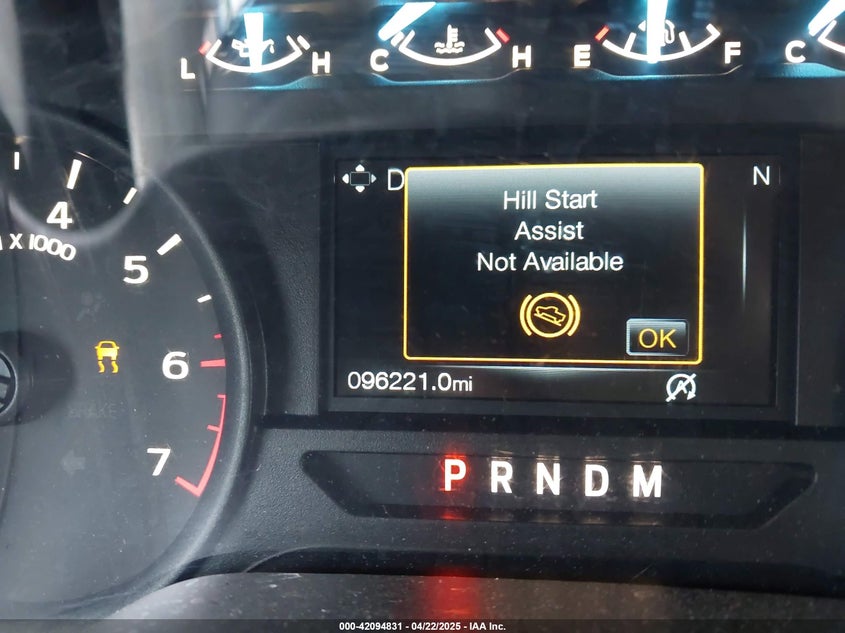 L H C H E F C
D N
Hill Start
Assist
Not Available
OK
4
X 1000
5
6
7
096221.0mi
P R N D M
000-42094831 - 04/22/2025 - IAA Inc.